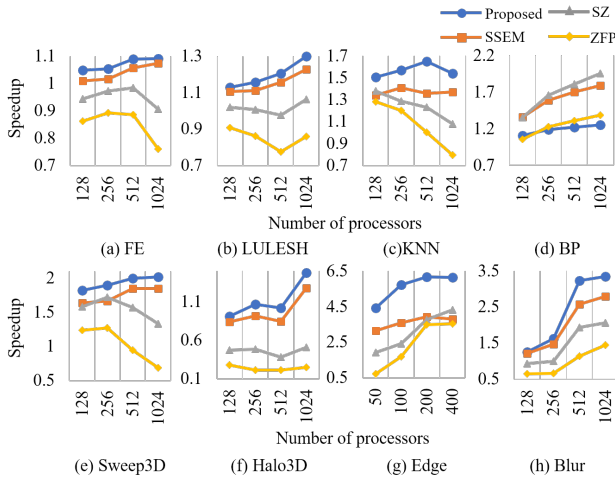 Proposed SZ
SSEM ZFP
Speedup
1.1
1
0.9
0.8
0.7
128 256 512 1024
1.3
1.1
0.9
0.7
128 256 512 1024
1.7
1.5
1.3
1.1
0.9
0.7
128 256 512 1024
2.2
1.7
1.2
0.7
128 256 512 1024
Number of processors
(a) FE (b) LULESH (c)KNN (d) BP
Speedup
2
1.5
1
0.5
128 256 512 1024
1.1
0.6
0.1
128 256 512 1024
6.5
4.5
2.5
0.5
50 100 200 400
3.5
2.5
1.5
0.5
128 256 512 1024
Number of processors
(e) Sweep3D (f) Halo3D (g) Edge (h) Blur